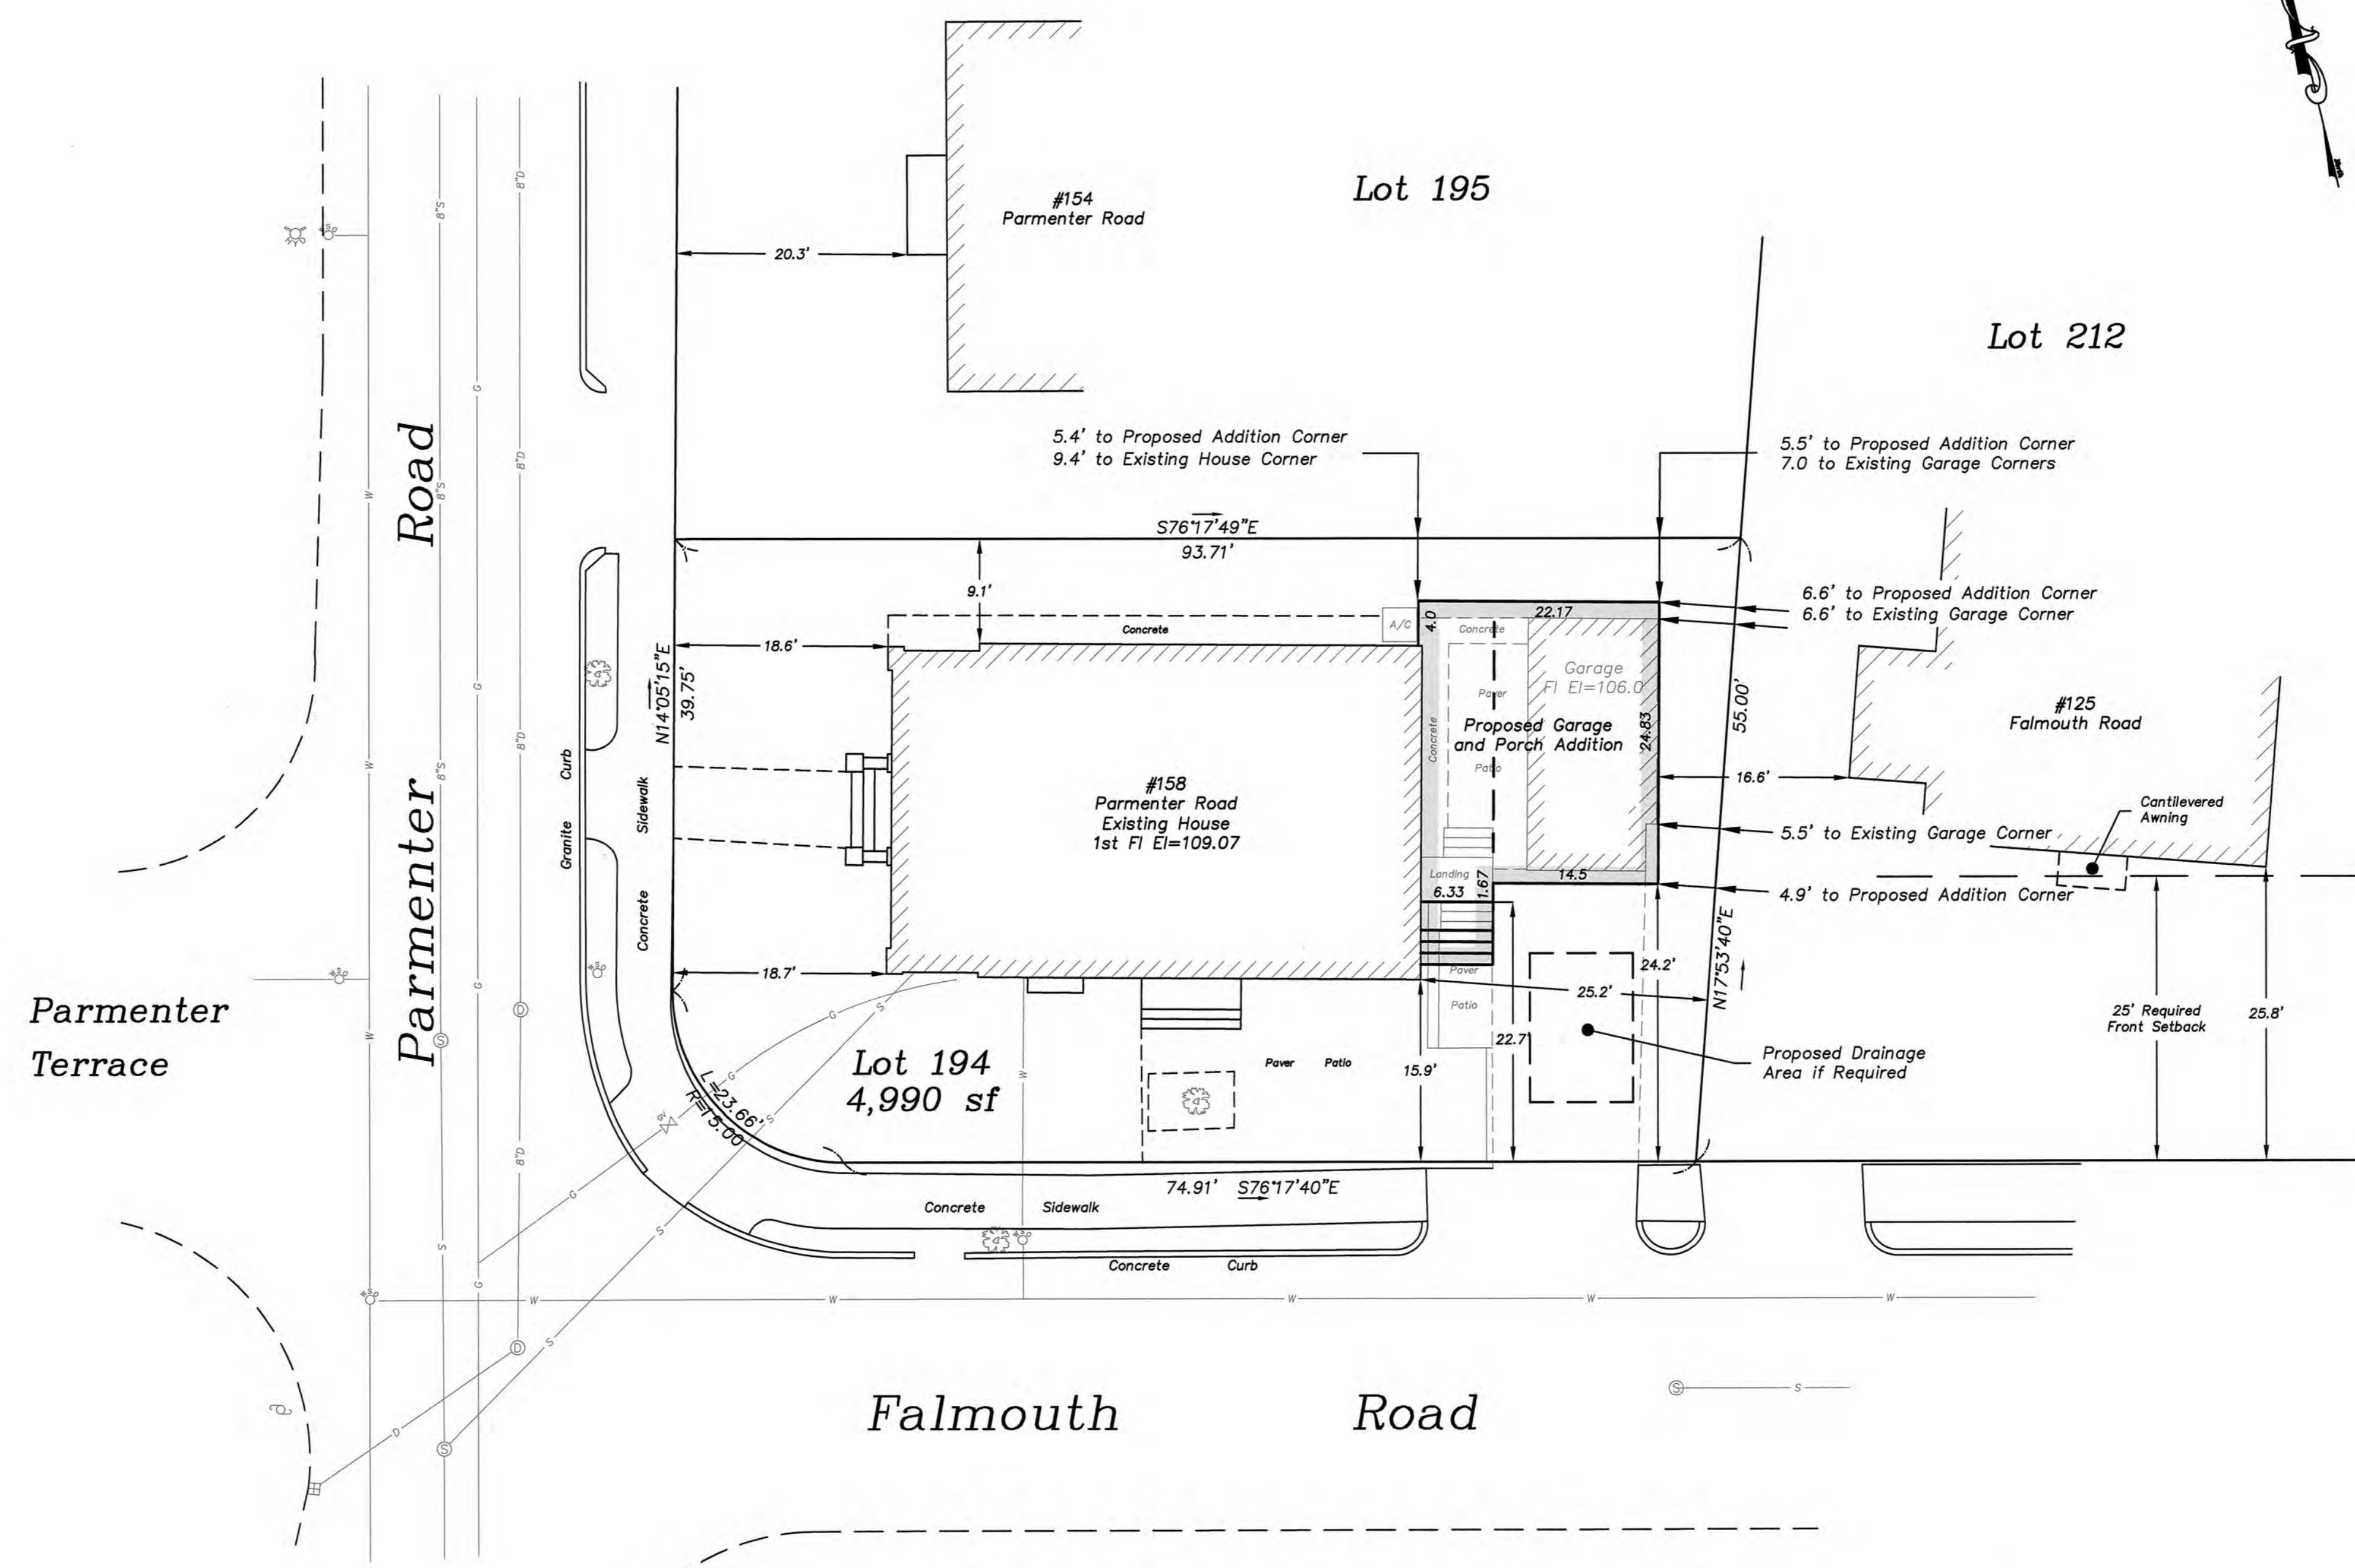 #154
Parmenter Road
Lot 195
Lot 212
20.3'
5.4' to Proposed Addition Corner
9.4' to Existing House Corner
5.5' to Proposed Addition Corner
7.0 to Existing Garage Corners
S76°17'49"E
93.71'
9.1'
6.6' to Proposed Addition Corner
6.6' to Existing Garage Corner
Concrete
A/C
4.0
22.17
Concrete
18.6'
N14°05'15"E
39.75'
Garage
Fl El=106.0
Paver
Patio
Concrete
Proposed Garage
and Porch Addition
24.83
55.00'
#125
Falmouth Road
16.6'
Cantilevered
Awning
#158
Parmenter Road
Existing House
1st Fl El=109.07
5.5' to Existing Garage Corner
Landing
6.33
1.67
14.5
4.9' to Proposed Addition Corner
Granite Curb
Concrete Sidewalk
Parmenter Road
18.7'
Paver
Patio
25.2'
24.2'
N17°53'40"E
25' Required
Front Setback
25.8'
22.7'
15.9'
Proposed Drainage
Area if Required
Parmenter
Terrace
Lot 194
4,990 sf
L=23.66'
R=15.00
Paver Patio
74.91' S76°17'40"E
Concrete Sidewalk
Concrete Curb
Falmouth Road
8"D
8"D
8"D
8"D
8"S
8"S
8"S
W
W
W
W
G
G
G
G
S
D
D
D
S
S
S
G
G
G
GV
S
S
S
S
W
W
W
W
W
W
S